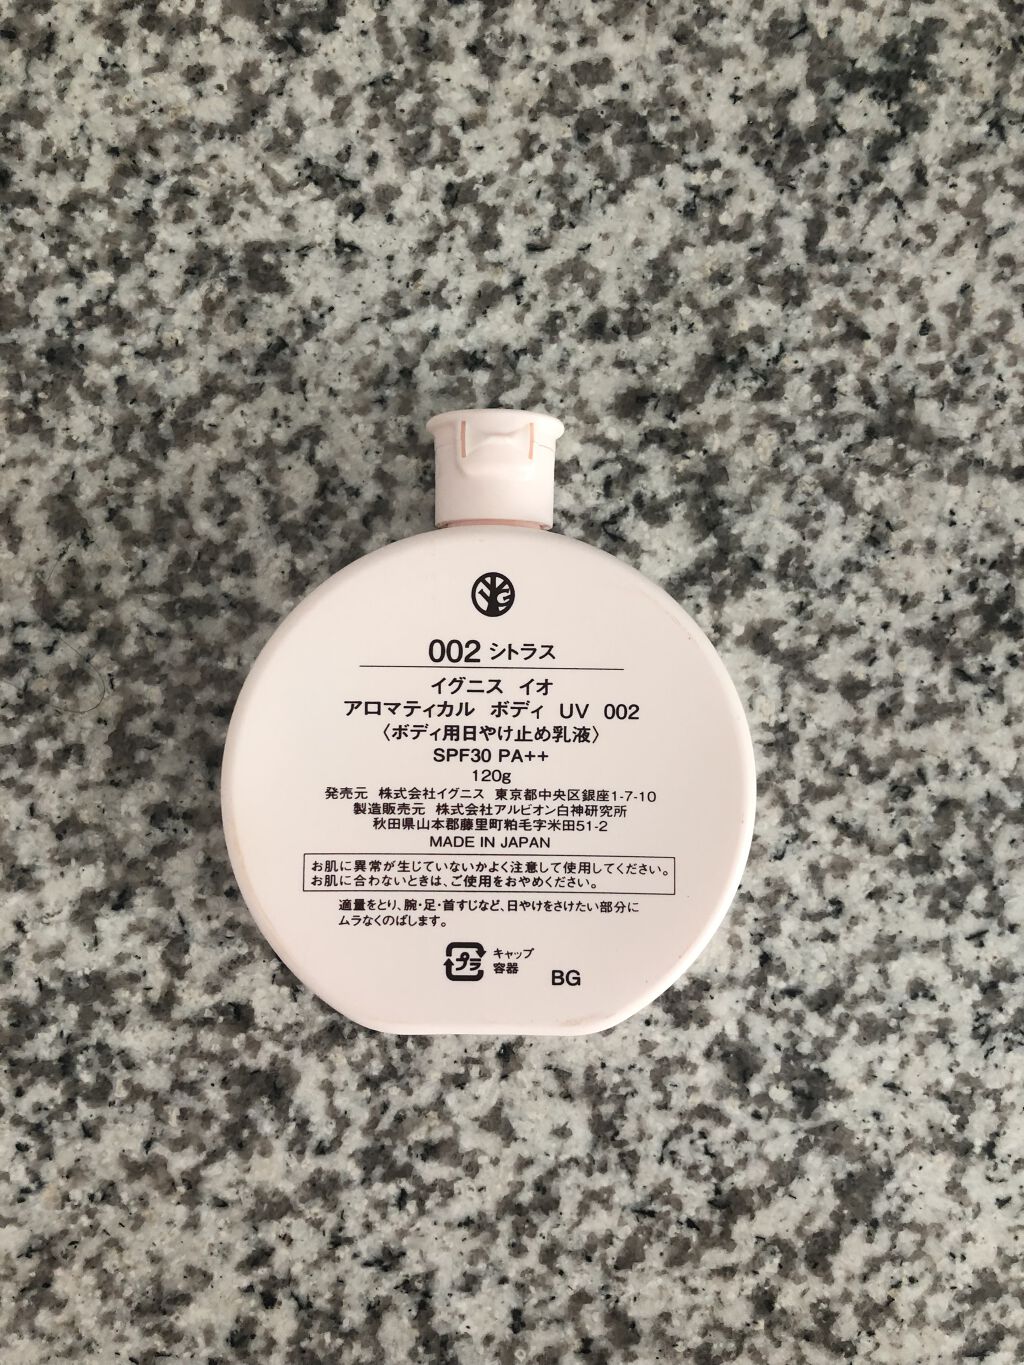 002 シトラス
イグニス イオ
アロマティカル ボディ UV 002
〈ボディ用日やけ止め乳液〉
SPF30 PA++
120g
発売元 株式会社イグニス 東京都中央区銀座1-7-10
製造販売元 株式会社アルビオン白神研究所
秋田県山本郡藤里町粕毛字米田51-2
MADE IN JAPAN
お肌に異常が生じていないかよく注意して使用してください。
お肌に合わないときは、ご使用をおやめください。
適量をとり、腕・足・首すじなど、日やけをさけたい部分に
ムラなくのばします。
プラ キャップ
容器
BG